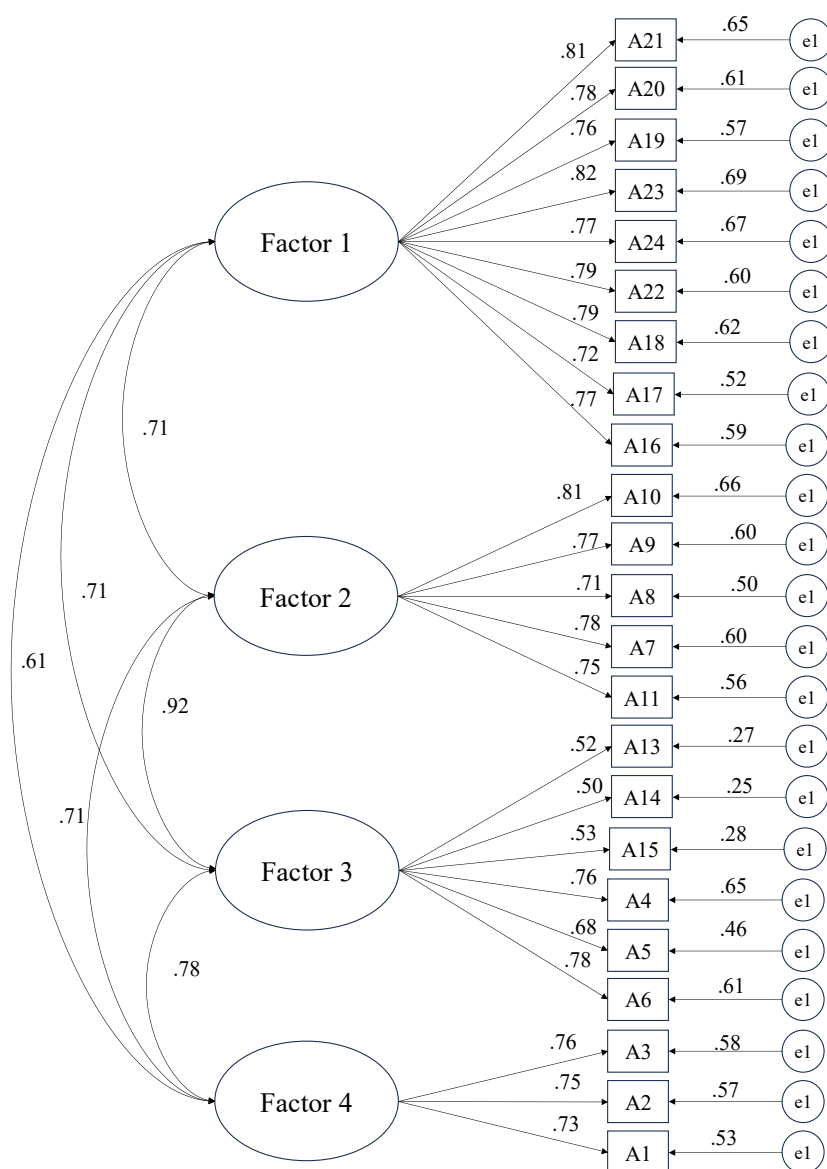 .81 A21 .65 e1
.78 A20 .61 e1
.76 A19 .57 e1
.82 A23 .69 e1
Factor 1 .77 A24 .67 e1
.79 A22 .60 e1
.79 A18 .62 e1
.72 A17 .52 e1
.71 .77 A16 .59 e1
.81 A10 .66 e1
.77 A9 .60 e1
.71 Factor 2 .71 A8 .50 e1
.61 .78 A7 .60 e1
.92 .75 A11 .56 e1
.52 A13 .27 e1
.71 .50 A14 .25 e1
Factor 3 .53 A15 .28 e1
.76 A4 .65 e1
.78 .68 A5 .46 e1
.78 A6 .61 e1
.76 A3 .58 e1
Factor 4 .75 A2 .57 e1
.73 A1 .53 e1